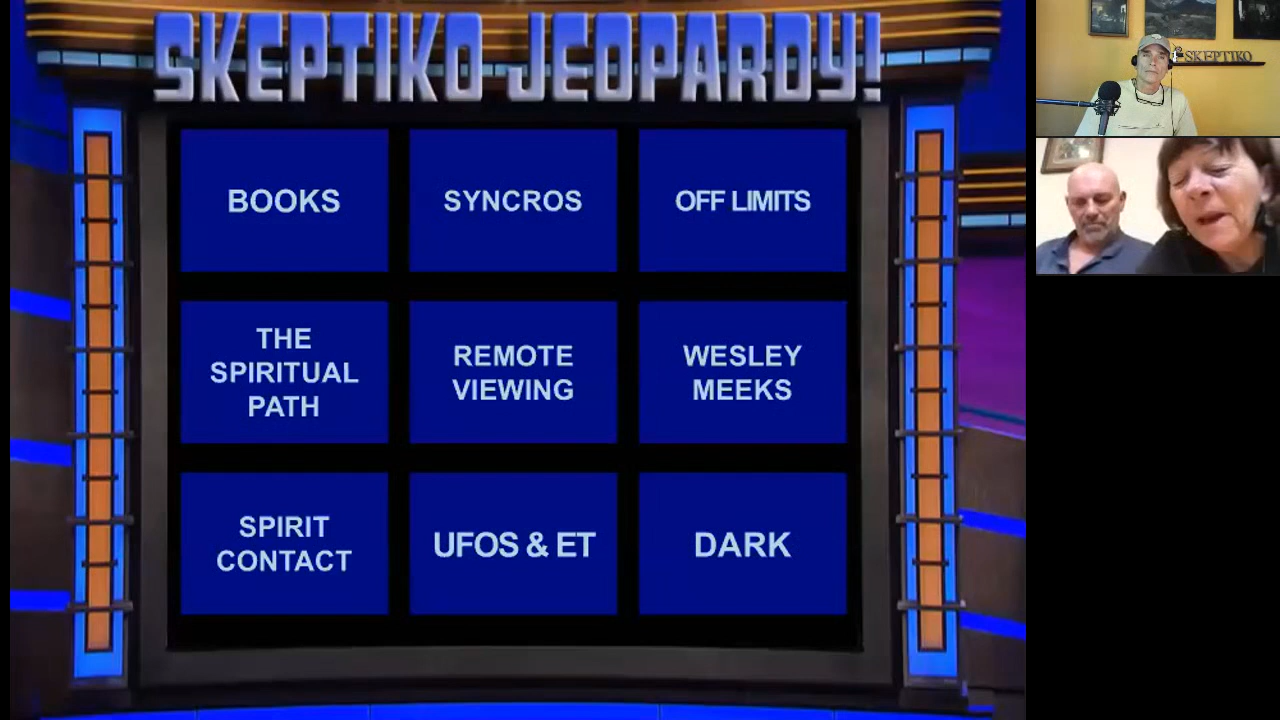 SKEPTIKO JEOPARDY!
SKEPTIKO
BOOKS
SYNCROS
OFF LIMITS
THE
SPIRITUAL
PATH
REMOTE
VIEWING
WESLEY
MEEKS
SPIRIT
CONTACT
UFOS & ET
DARK